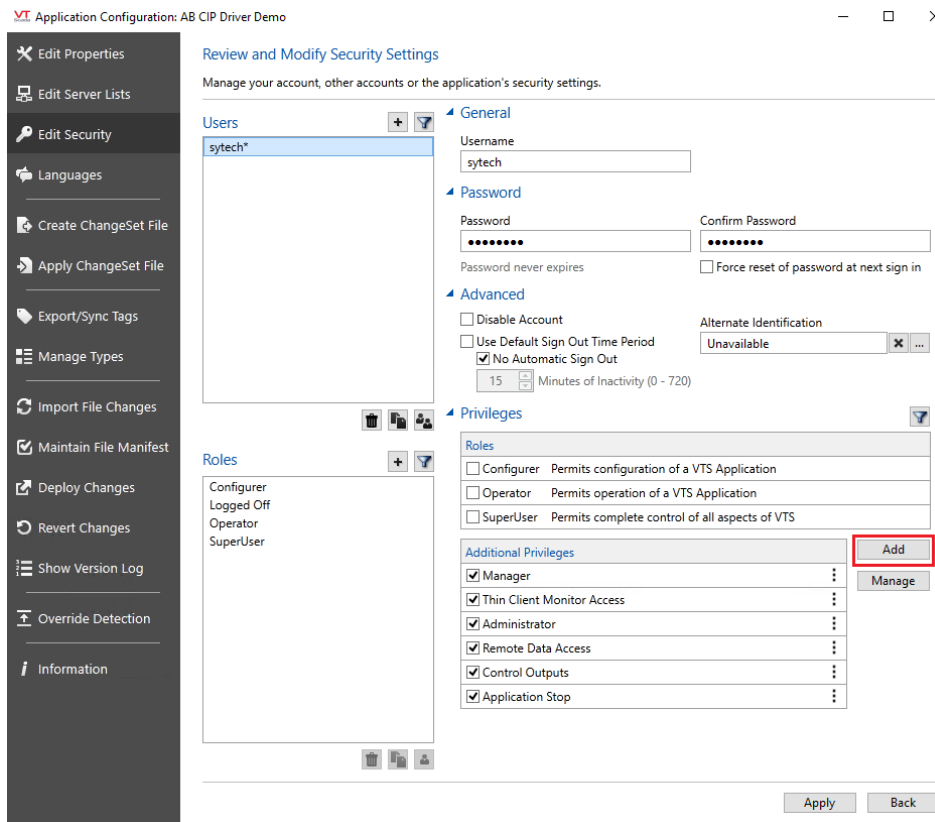 VTScada Application Configuration: AB CIP Driver Demo
Edit Properties
Edit Server Lists
Edit Security
Languages
Create ChangeSet File
Apply ChangeSet File
Export/Sync Tags
Manage Types
Import File Changes
Maintain File Manifest
Deploy Changes
Revert Changes
Show Version Log
Override Detection
Information
Review and Modify Security Settings
Manage your account, other accounts or the application's security settings.
Users
sytech*
Roles
Configurer
Logged Off
Operator
SuperUser
General
Username
sytech
Password
Password Confirm Password
Password never expires Force reset of password at next sign in
Advanced
Disable Account
Use Default Sign Out Time Period
No Automatic Sign Out
15 Minutes of Inactivity (0 - 720)
Alternate Identification
Unavailable ...
Privileges
Roles
Configurer Permits configuration of a VTS Application
Operator Permits operation of a VTS Application
SuperUser Permits complete control of all aspects of VTS
Additional Privileges
Manager
Thin Client Monitor Access
Administrator
Remote Data Access
Control Outputs
Application Stop
Add
Manage
Apply Back